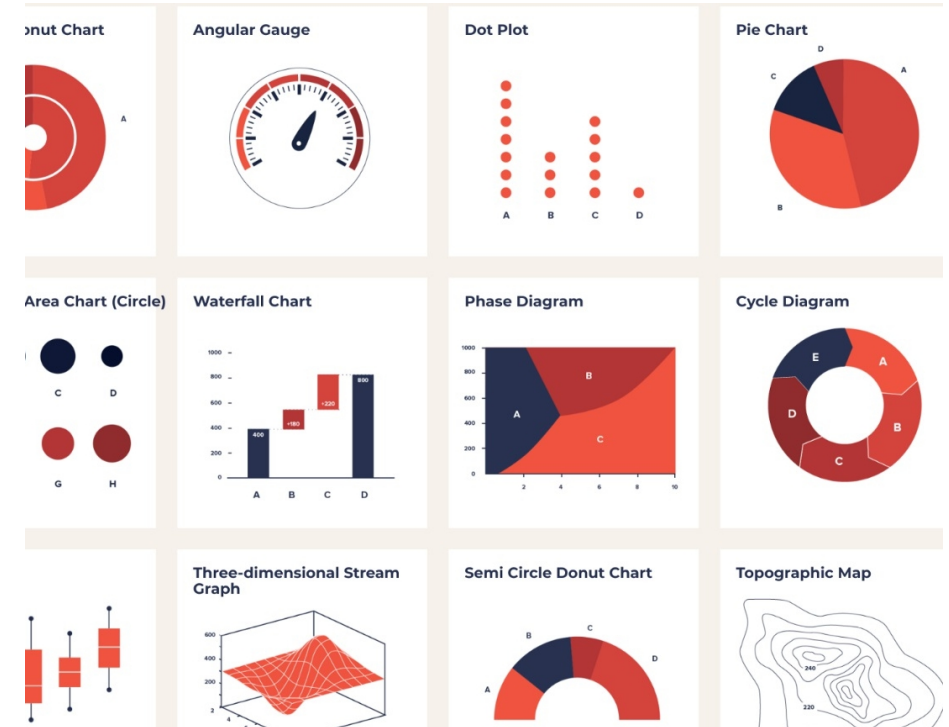 onut Chart
A
Angular Gauge
Dot Plot
A B C D
Pie Chart
D
C
A
B
Area Chart (Circle)
C D
G H
Waterfall Chart
1000
800
600
400
200
0
400
+180
+220
800
A B C D
Phase Diagram
1000
800
600
400
200
0
A
B
C
2 4 6 8 10
Cycle Diagram
E
A
D
B
C
Three-dimensional Stream
Graph
600
400
200
2
4
Semi Circle Donut Chart
B
C
A
D
Topographic Map
240
220